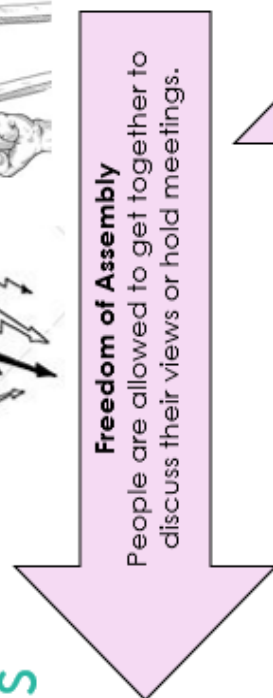 Freedom of Assembly
People are allowed to get together to
discuss their views or hold meetings.
S